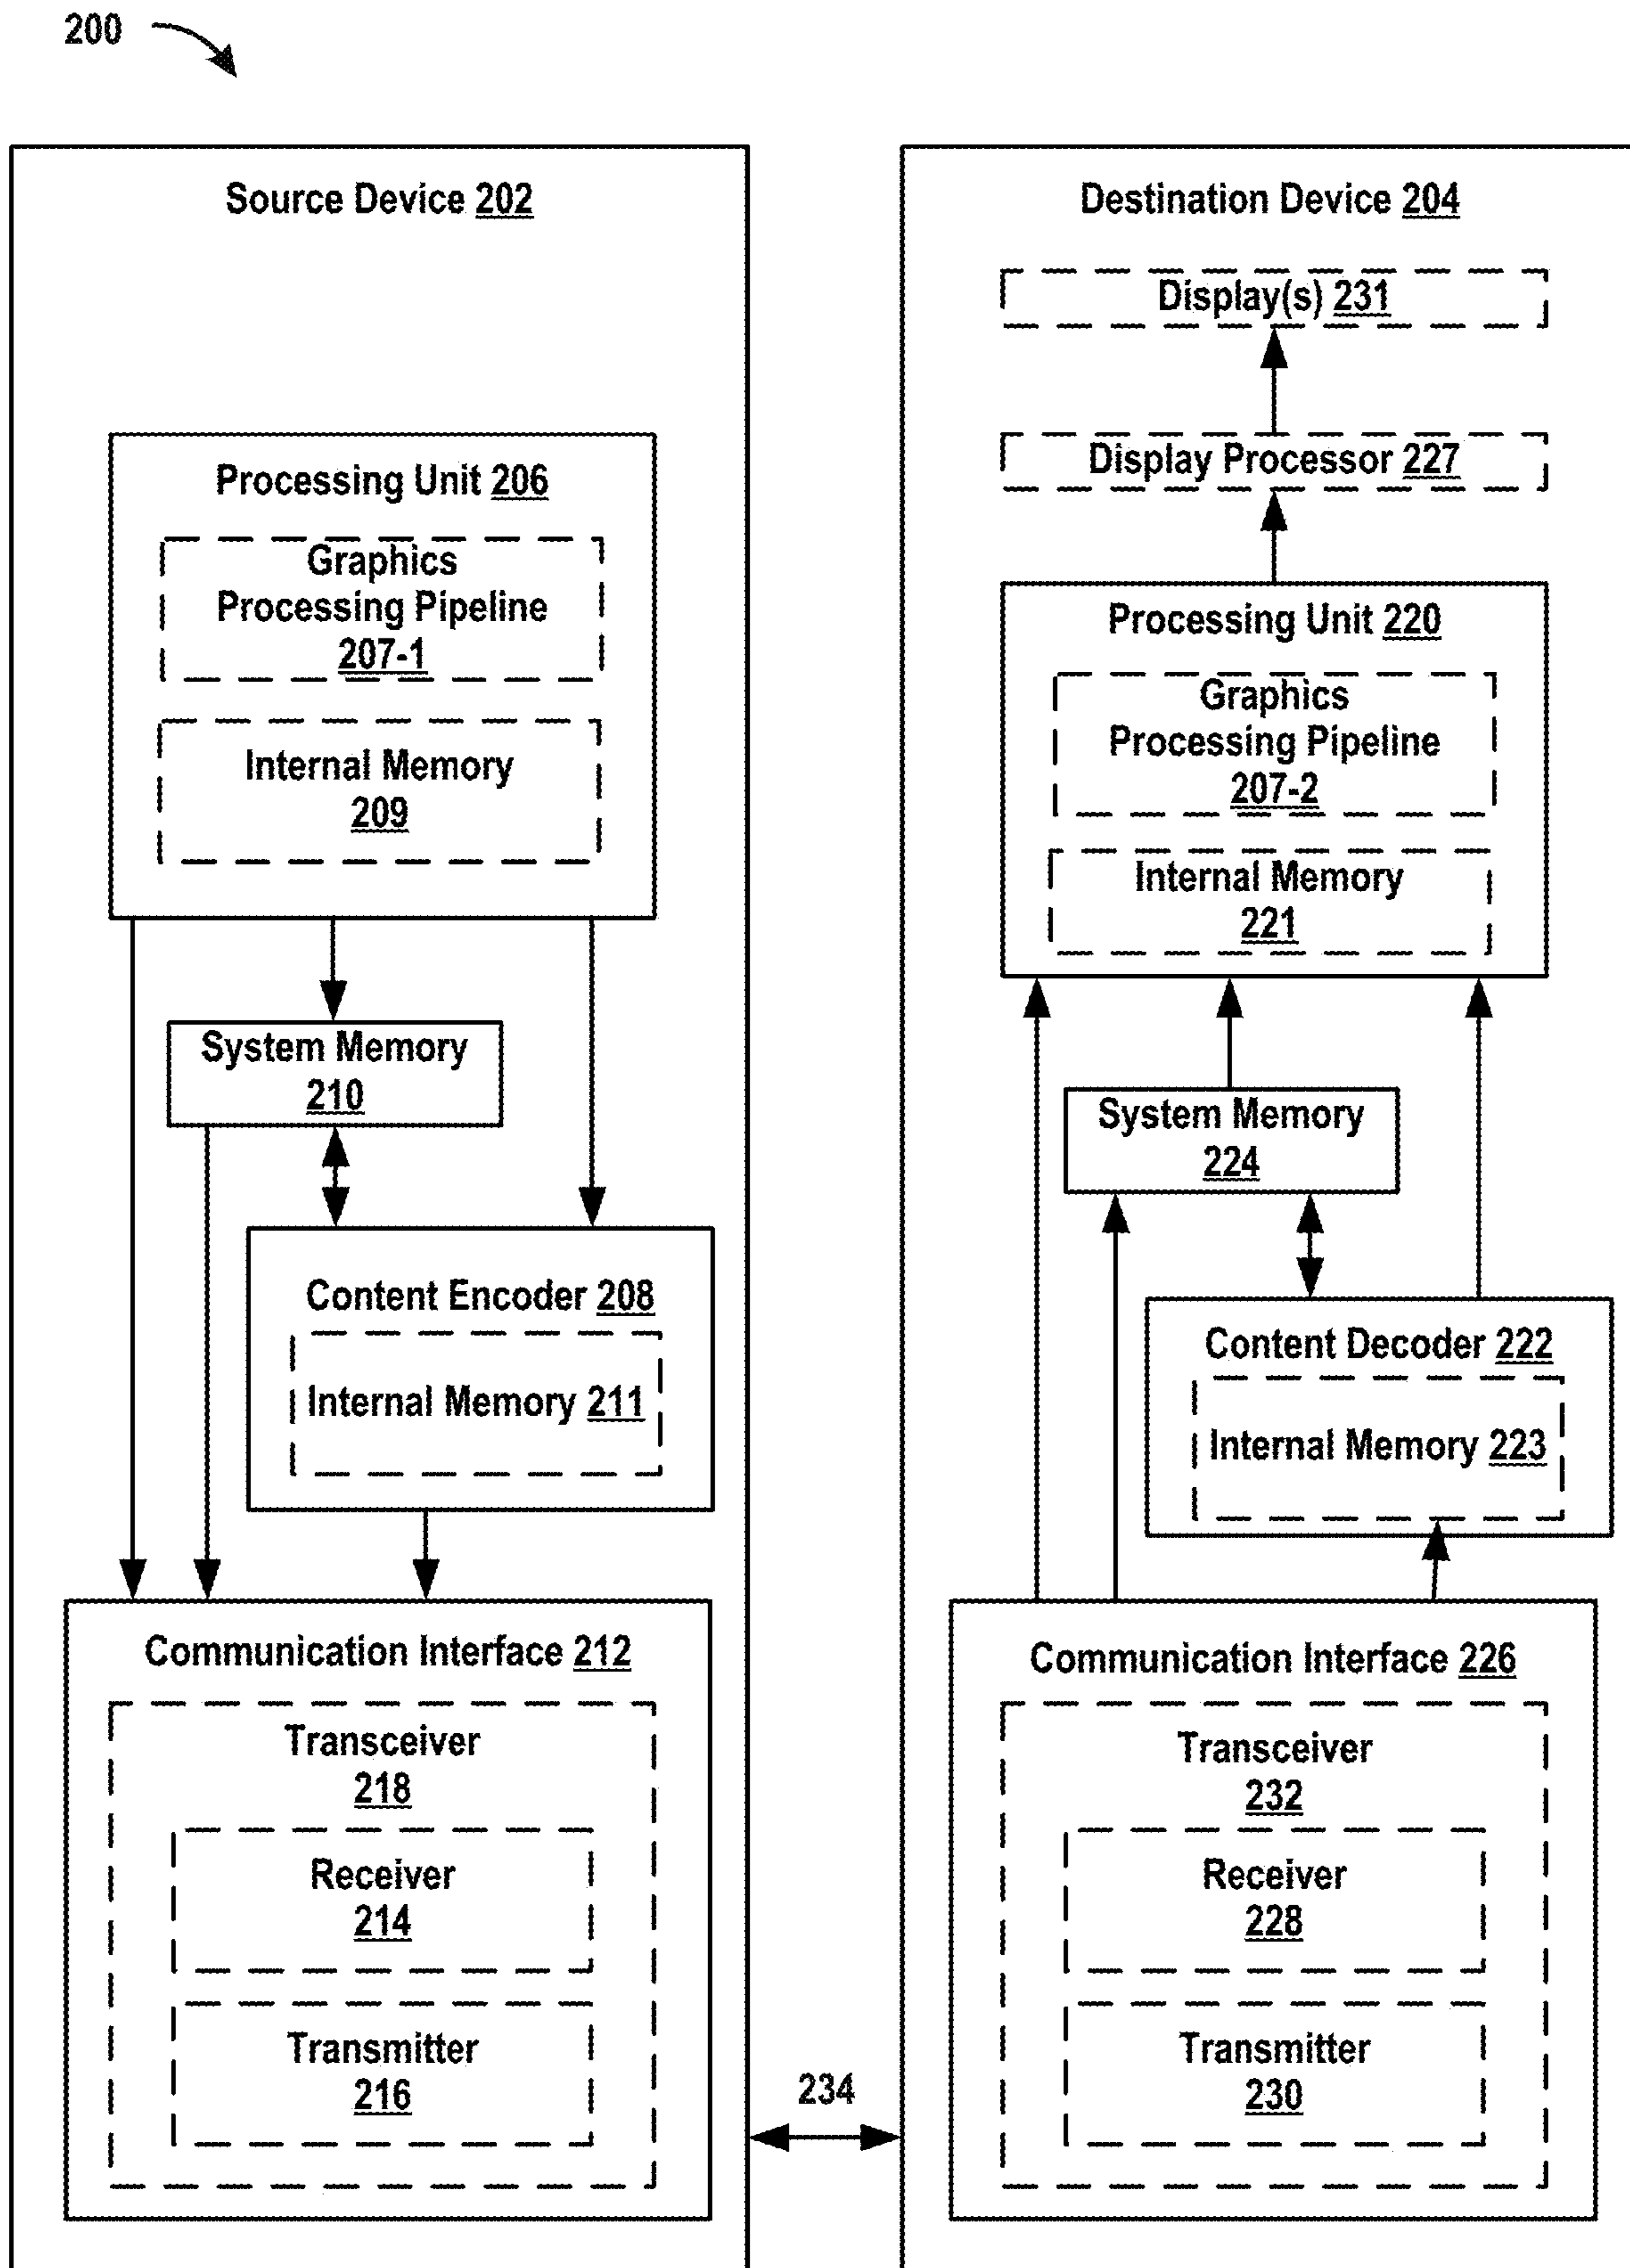 200
Source Device 202
Processing Unit 206
Graphics
Processing Pipeline
207-1
Internal Memory
209
System Memory
210
Content Encoder 208
Internal Memory 211
Communication Interface 212
Transceiver
218
Receiver
214
Transmitter
216
234
Destination Device 204
Display(s) 231
Display Processor 227
Processing Unit 220
Graphics
Processing Pipeline
207-2
Internal Memory
221
System Memory
224
Content Decoder 222
Internal Memory 223
Communication Interface 226
Transceiver
232
Receiver
228
Transmitter
230